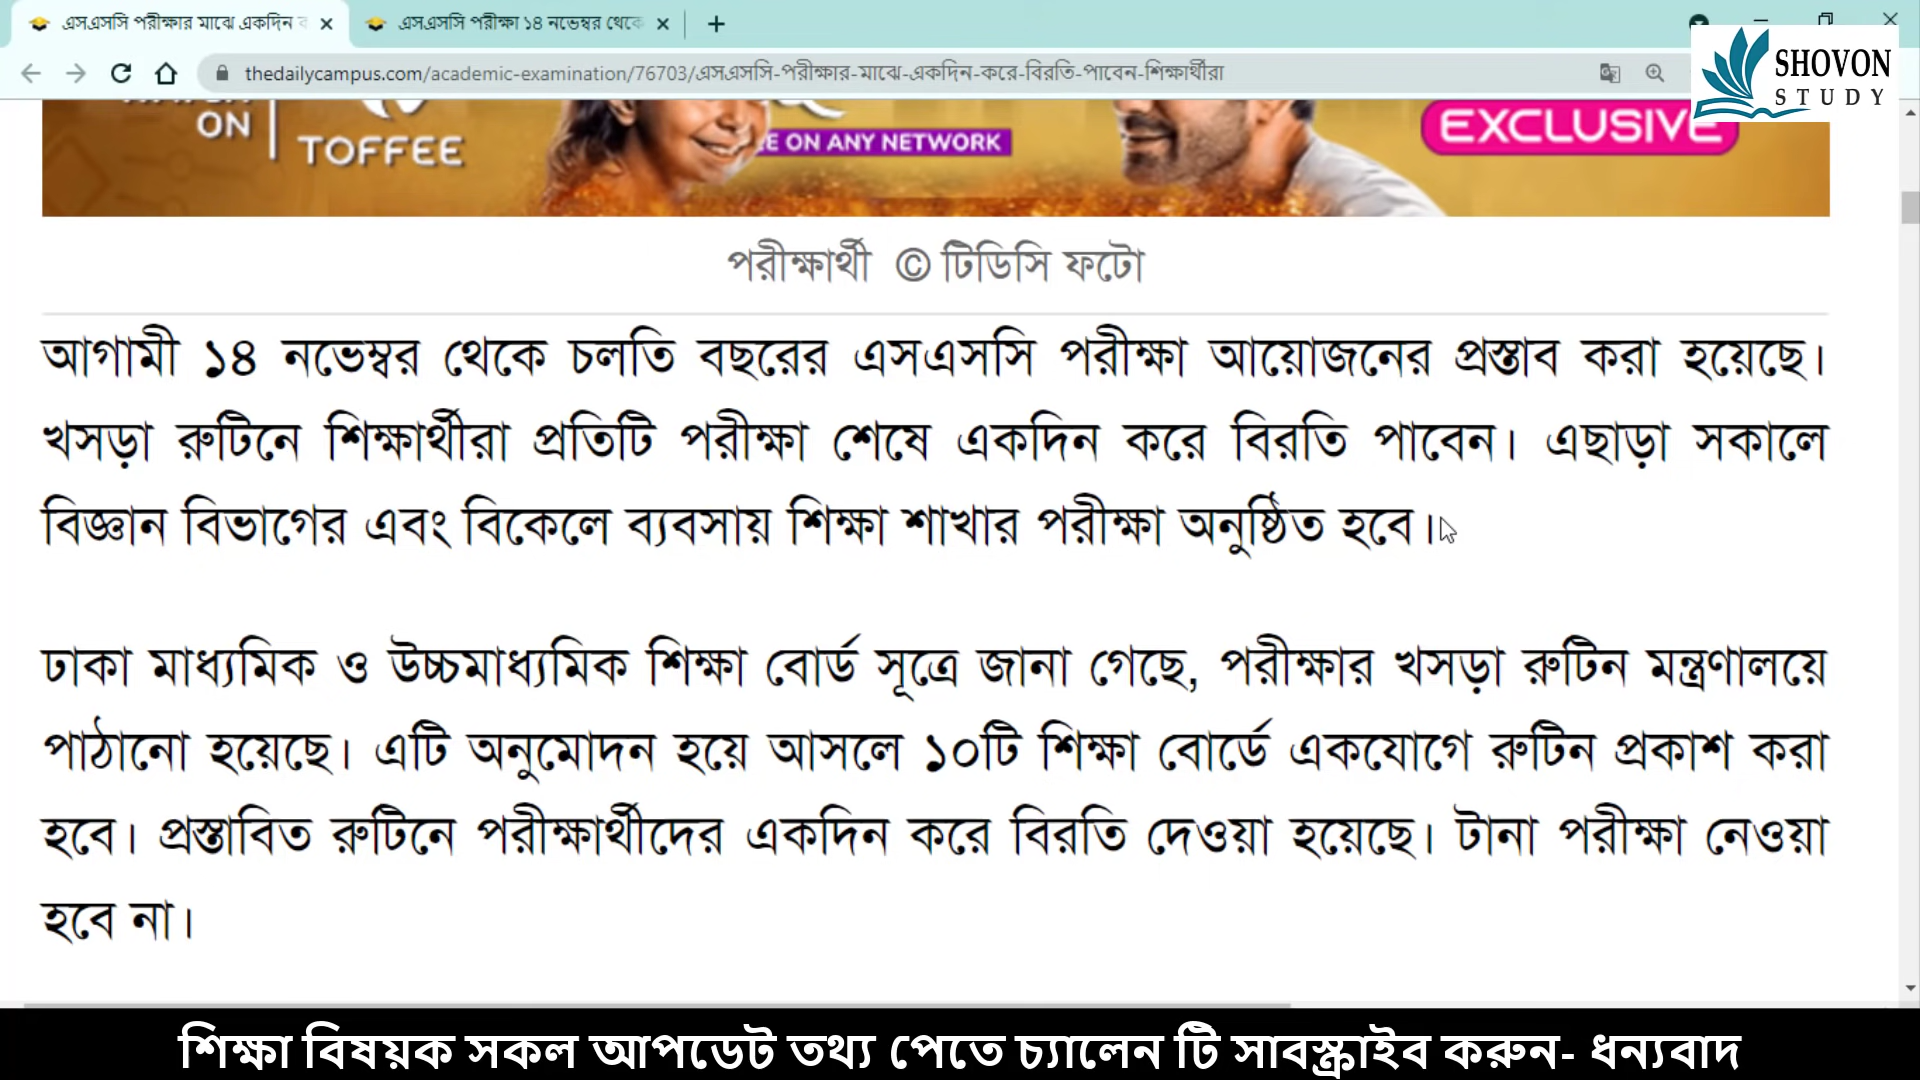 এসএসসি পরীক্ষার মাঝে একদিন
এসএসসি পরীক্ষা ১৪ নভেম্বর থেকে
thedailycampus.com/academic-examination/76703/এসএসসি-পরীক্ষার-মাঝে-একদিন-করে-বিরতি-পাবেন-শিক্ষার্থীরা
SHOVON
STUDY
ON
TOFFEE
E ON ANY NETWORK
EXCLUSIVE
পরীক্ষার্থী © টিডিসি ফটো
আগামী ১৪ নভেম্বর থেকে চলতি বছরের এসএসসি পরীক্ষা আয়োজনের প্রস্তাব করা হয়েছে।
খসড়া রুটিনে শিক্ষার্থীরা প্রতিটি পরীক্ষা শেষে একদিন করে বিরতি পাবেন। এছাড়া সকালে
বিজ্ঞান বিভাগের এবং বিকেলে ব্যবসায় শিক্ষা শাখার পরীক্ষা অনুষ্ঠিত হবে।
ঢাকা মাধ্যমিক ও উচ্চমাধ্যমিক শিক্ষা বোর্ড সূত্রে জানা গেছে, পরীক্ষার খসড়া রুটিন মন্ত্রণালয়ে
পাঠানো হয়েছে। এটি অনুমোদন হয়ে আসলে ১০টি শিক্ষা বোর্ডে একযোগে রুটিন প্রকাশ করা
হবে। প্রস্তাবিত রুটিনে পরীক্ষার্থীদের একদিন করে বিরতি দেওয়া হয়েছে। টানা পরীক্ষা নেওয়া
হবে না।
শিক্ষা বিষয়ক সকল আপডেট তথ্য পেতে চ্যালেন টি সাবস্ক্রাইব করুন- ধন্যবাদ